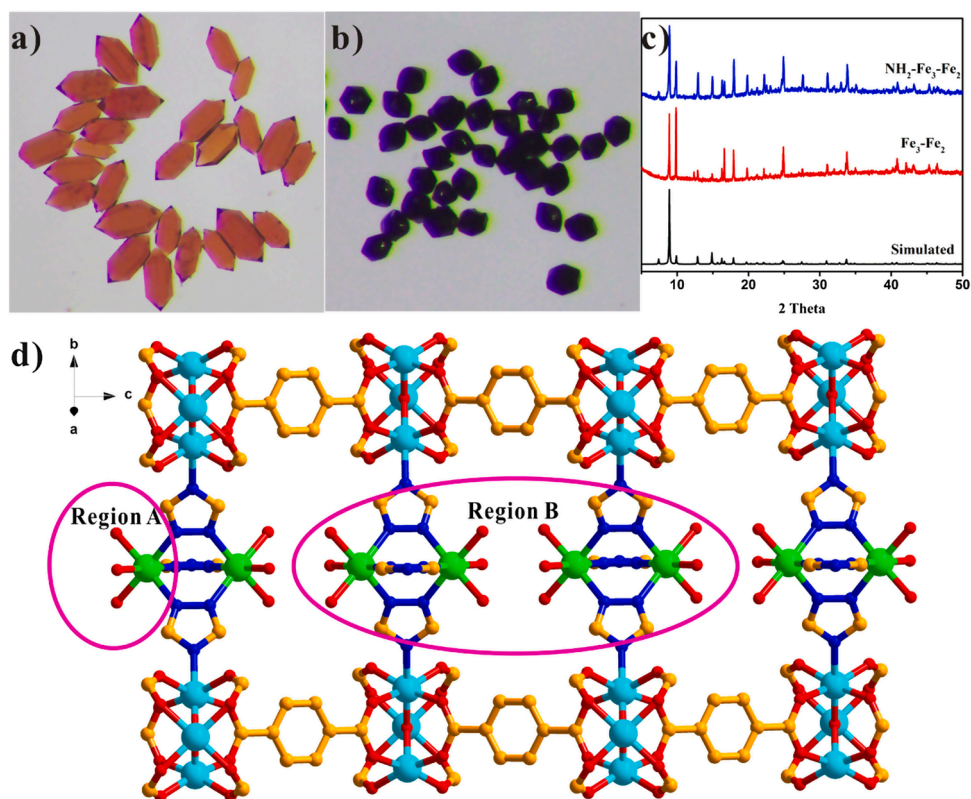 a)
b)
c)
NH₂-Fe₃-Fe₂
Fe₃-Fe₂
Simulated
10 20 30 40 50
2 Theta
d)
b
c
a
Region A
Region B